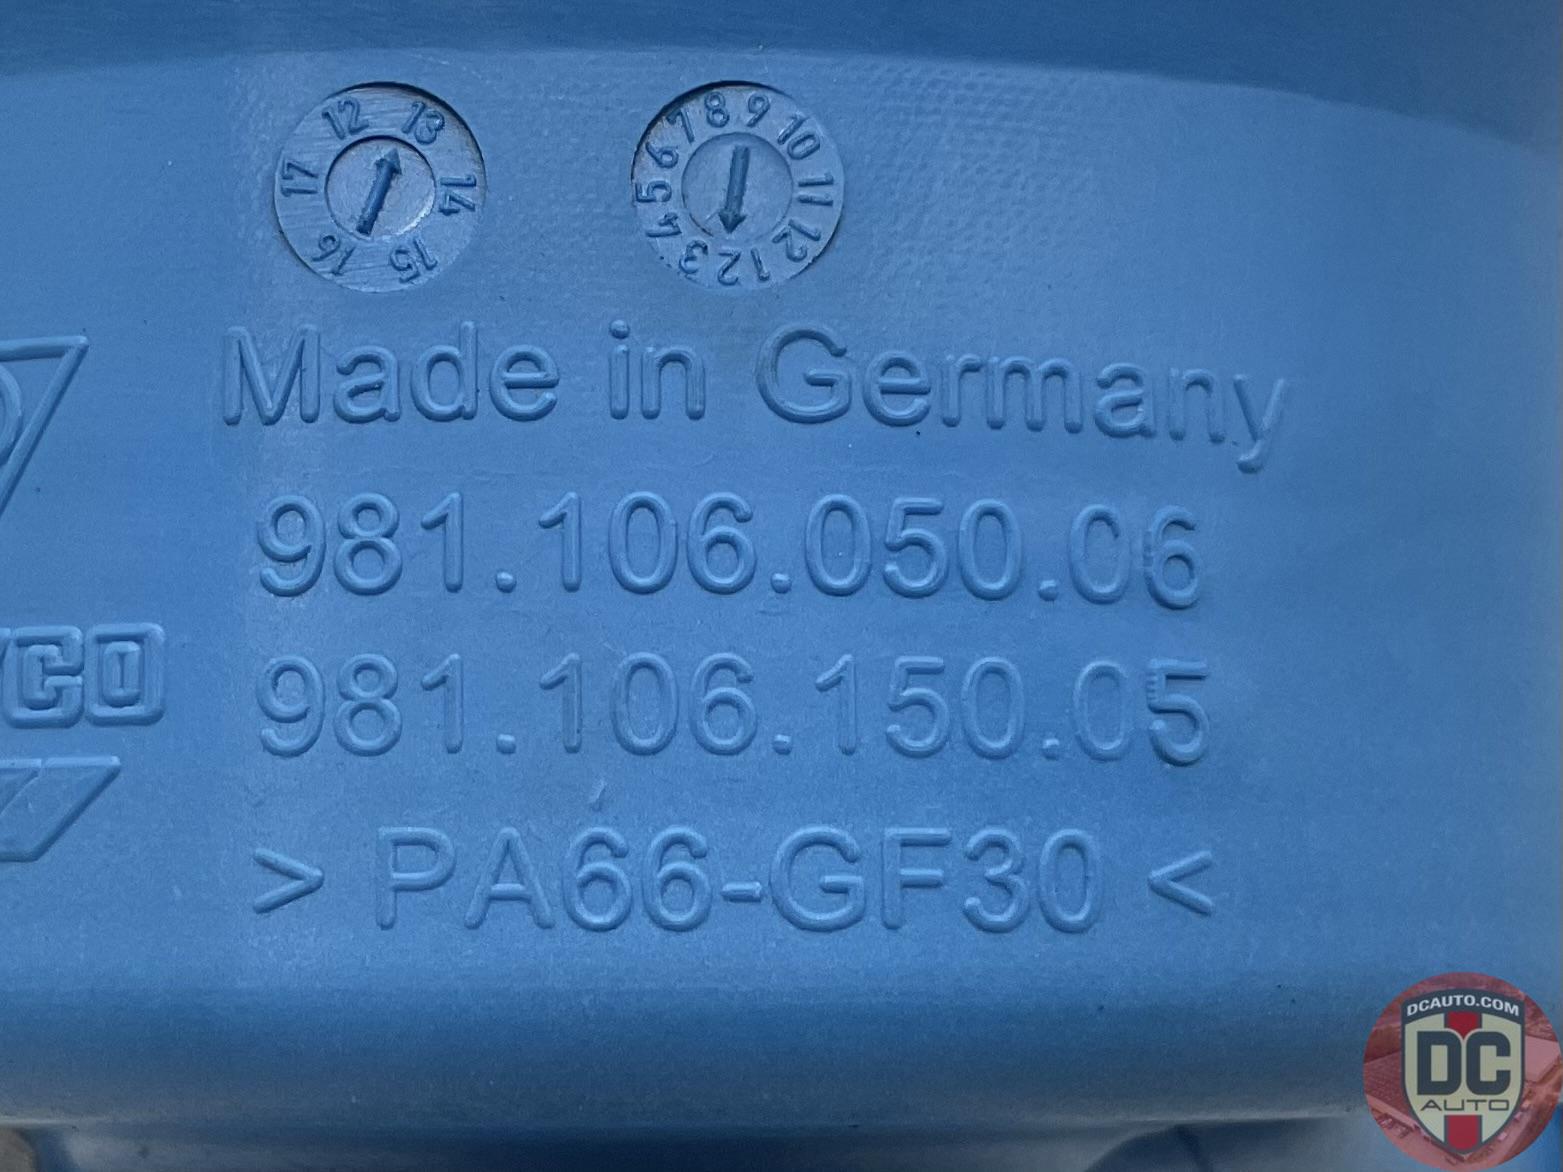 12 13 14 15 16 17
1 2 3 4 5 6 7 8 9 10 11 12
Made in Germany
981.106.050.06
981.106.150.05
YCO
> PA66-GF30 <
DCAUTO.COM
DC
AUTO